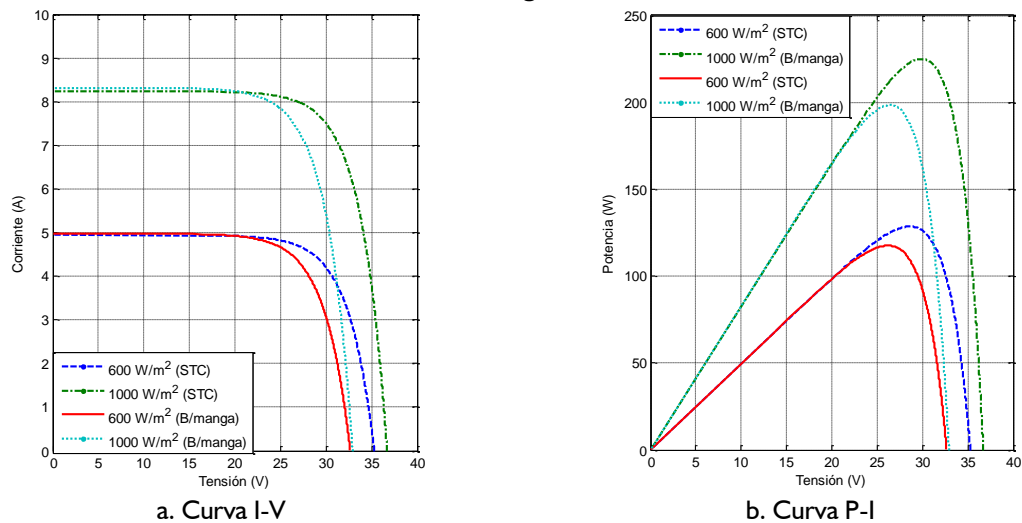 10
9
8
7
6
5
4
3
2
1
0
Corriente (A)
600 W/m² (STC)
1000 W/m² (STC)
600 W/m² (B/manga)
1000 W/m² (B/manga)
0 5 10 15 20 25 30 35 40
Tensión (V)
a. Curva I-V
250
200
150
100
50
0
Potencia (W)
600 W/m² (STC)
1000 W/m² (B/manga)
600 W/m² (STC)
1000 W/m² (B/manga)
0 5 10 15 20 25 30 35 40
Tensión (V)
b. Curva P-I